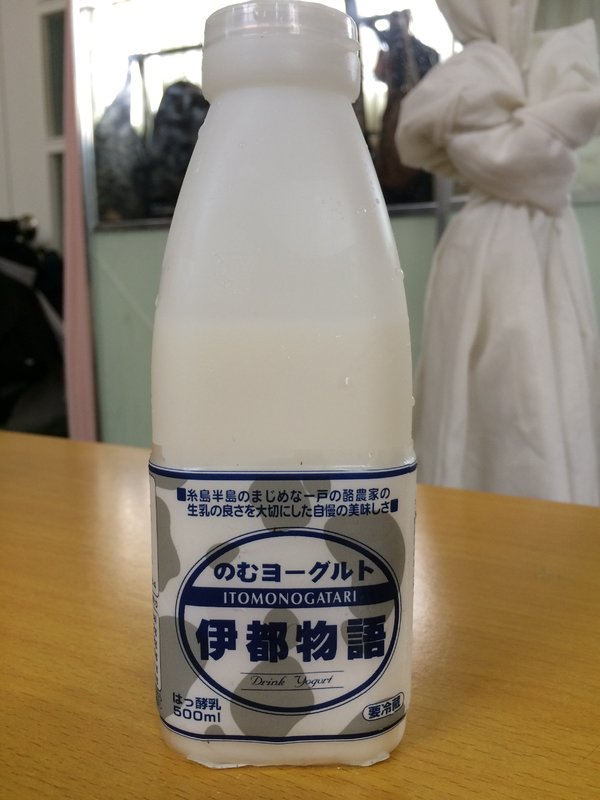 ■糸島半島のまじめな一戸の酪農家の
生乳の良さを大切にした自慢の美味しさ■
のむヨーグルト
ITOMONOGATARI
伊都物語
Drink Yogurt
はっ酵乳
500ml
要冷蔵